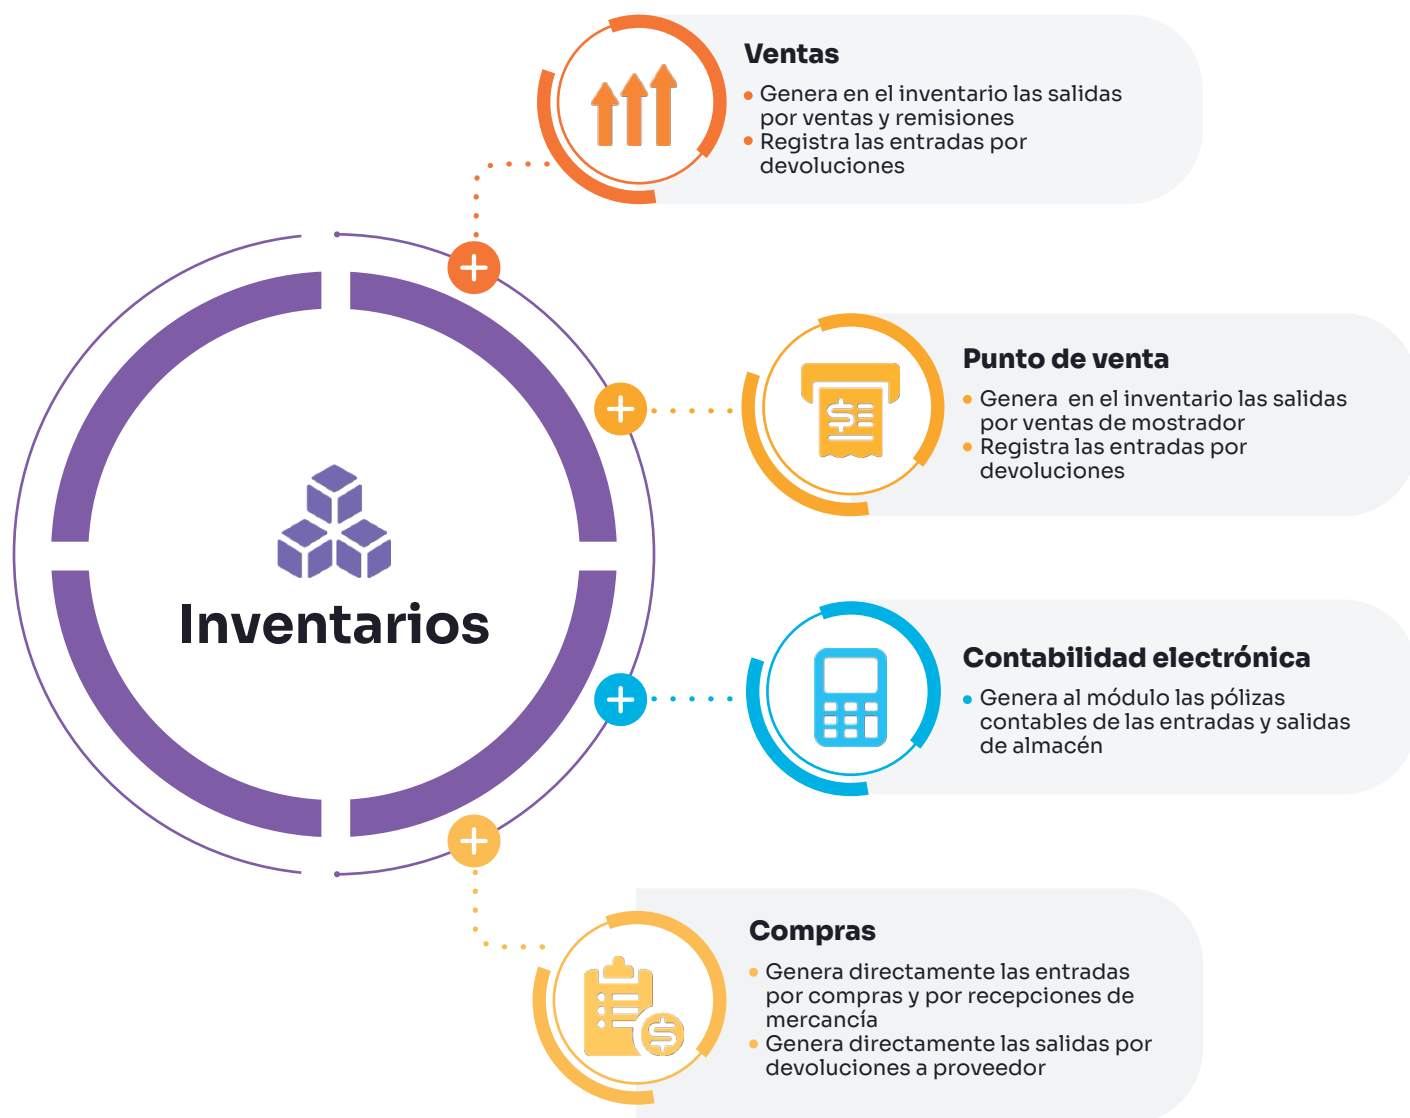 Ventas
• Genera en el inventario las salidas
por ventas y remisiones
• Registra las entradas por
devoluciones
Punto de venta
• Genera  en el inventario las salidas
por ventas de mostrador
• Registra las entradas por
devoluciones
Inventarios
Contabilidad electrónica
• Genera al módulo las pólizas
contables de las entradas y salidas
de almacén
Compras
• Genera directamente las entradas
por compras y por recepciones de
mercancía
• Genera directamente las salidas por
devoluciones a proveedor